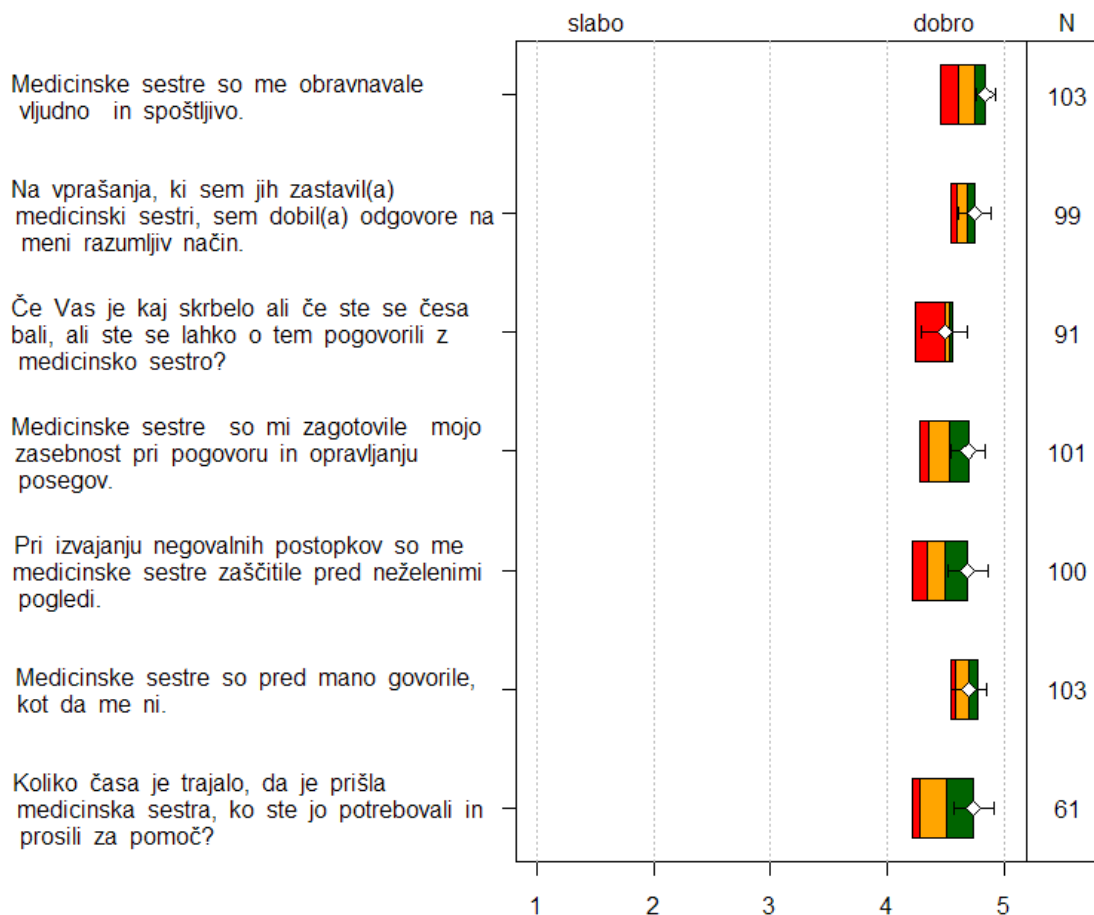 slabo dobro N
Medicinske sestre so me obravnavale
vljudno in spoštljivo.
103
Na vprašanja, ki sem jih zastavil(a)
medicinski sestri, sem dobil(a) odgovore na
meni razumljiv način.
99
Če Vas je kaj skrbelo ali če ste se česa
bali, ali ste se lahko o tem pogovorili z
medicinsko sestro?
91
Medicinske sestre so mi zagotovile mojo
zasebnost pri pogovoru in opravljanju
posegov.
101
Pri izvajanju negovalnih postopkov so me
medicinske sestre zaščitile pred neželenimi
pogledi.
100
Medicinske sestre so pred mano govorile,
kot da me ni.
103
Koliko časa je trajalo, da je prišla
medicinska sestra, ko ste jo potrebovali in
prosili za pomoč?
61
1 2 3 4 5